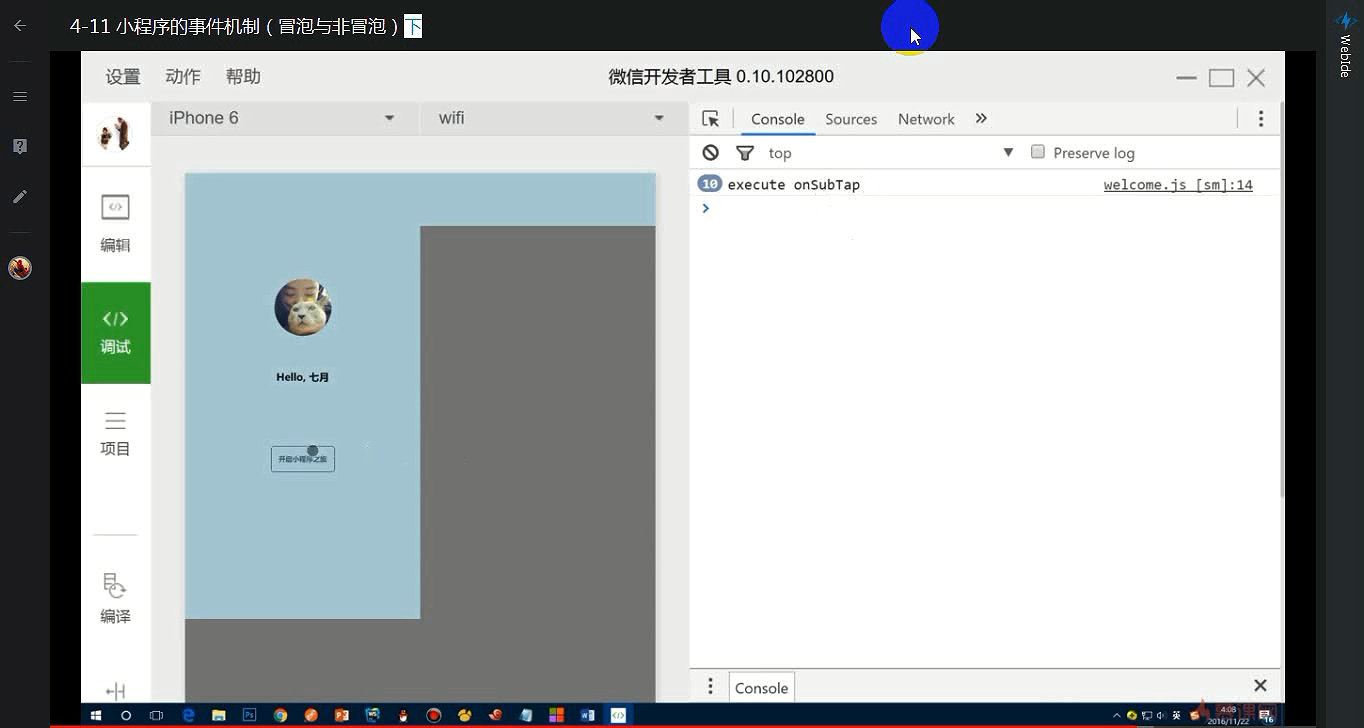 4-11 小程序的事件机制（冒泡与非冒泡）下
WebIde
设置 动作 帮助 微信开发者工具 0.10.102800
iPhone 6 wifi
Console Sources Network »
top Preserve log
10 execute onSubTap welcome.js [sm]:14
编辑
调试
项目
编译
Hello, 七月
开启小程序之旅
Console
英 4:08
2016/11/22 16